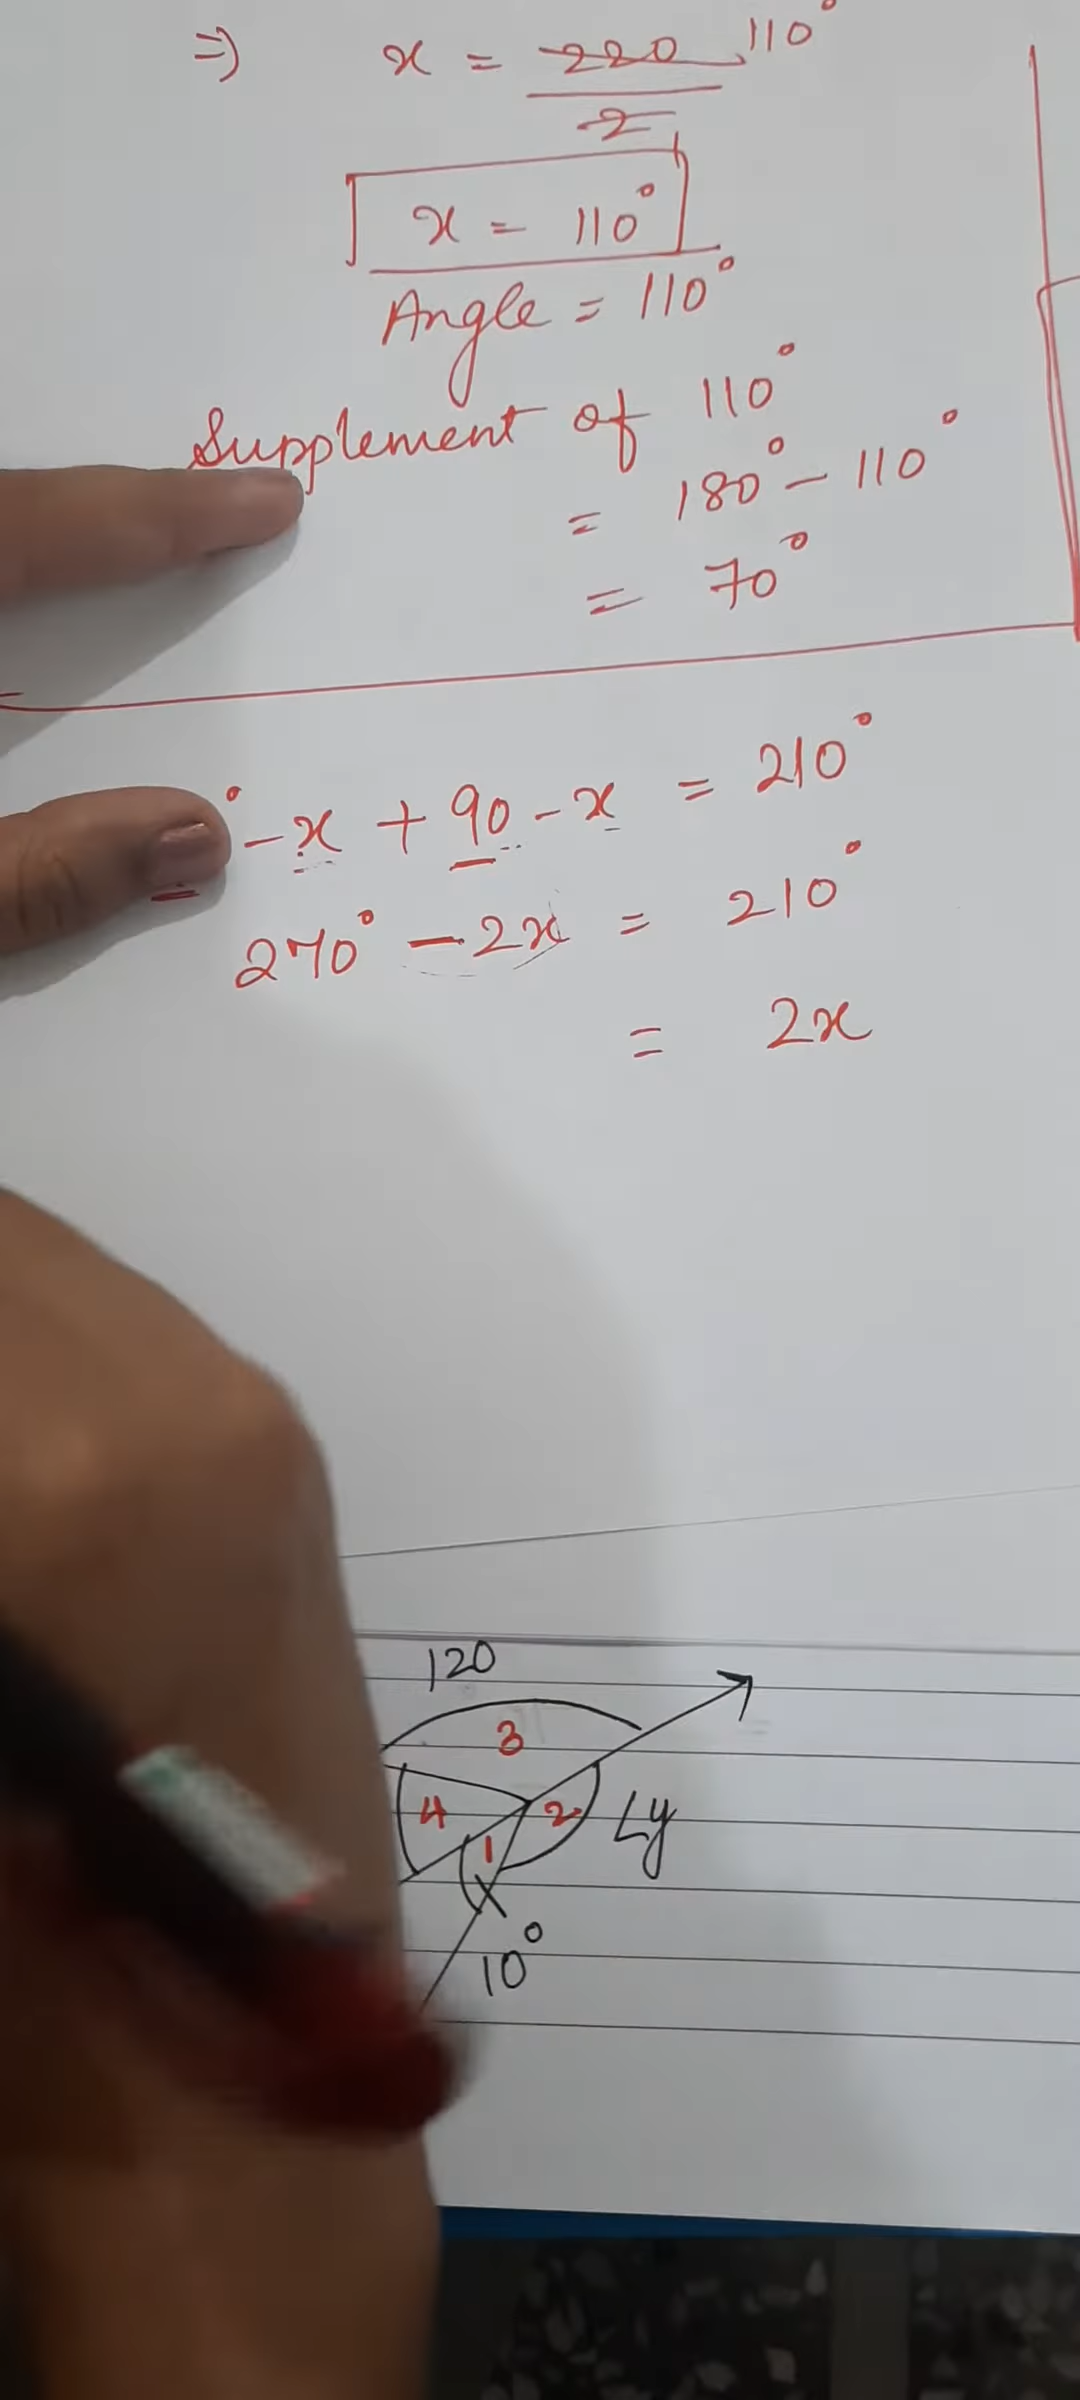 ⇒ x = 220 110°
2
x = 110°
Angle = 110°
Supplement of 110°
= 180° - 110°
= 70°
° - x + 90 - x = 210°
270° - 2x = 210°
= 2x
120
3
4 2 ∠y
1
x
10°